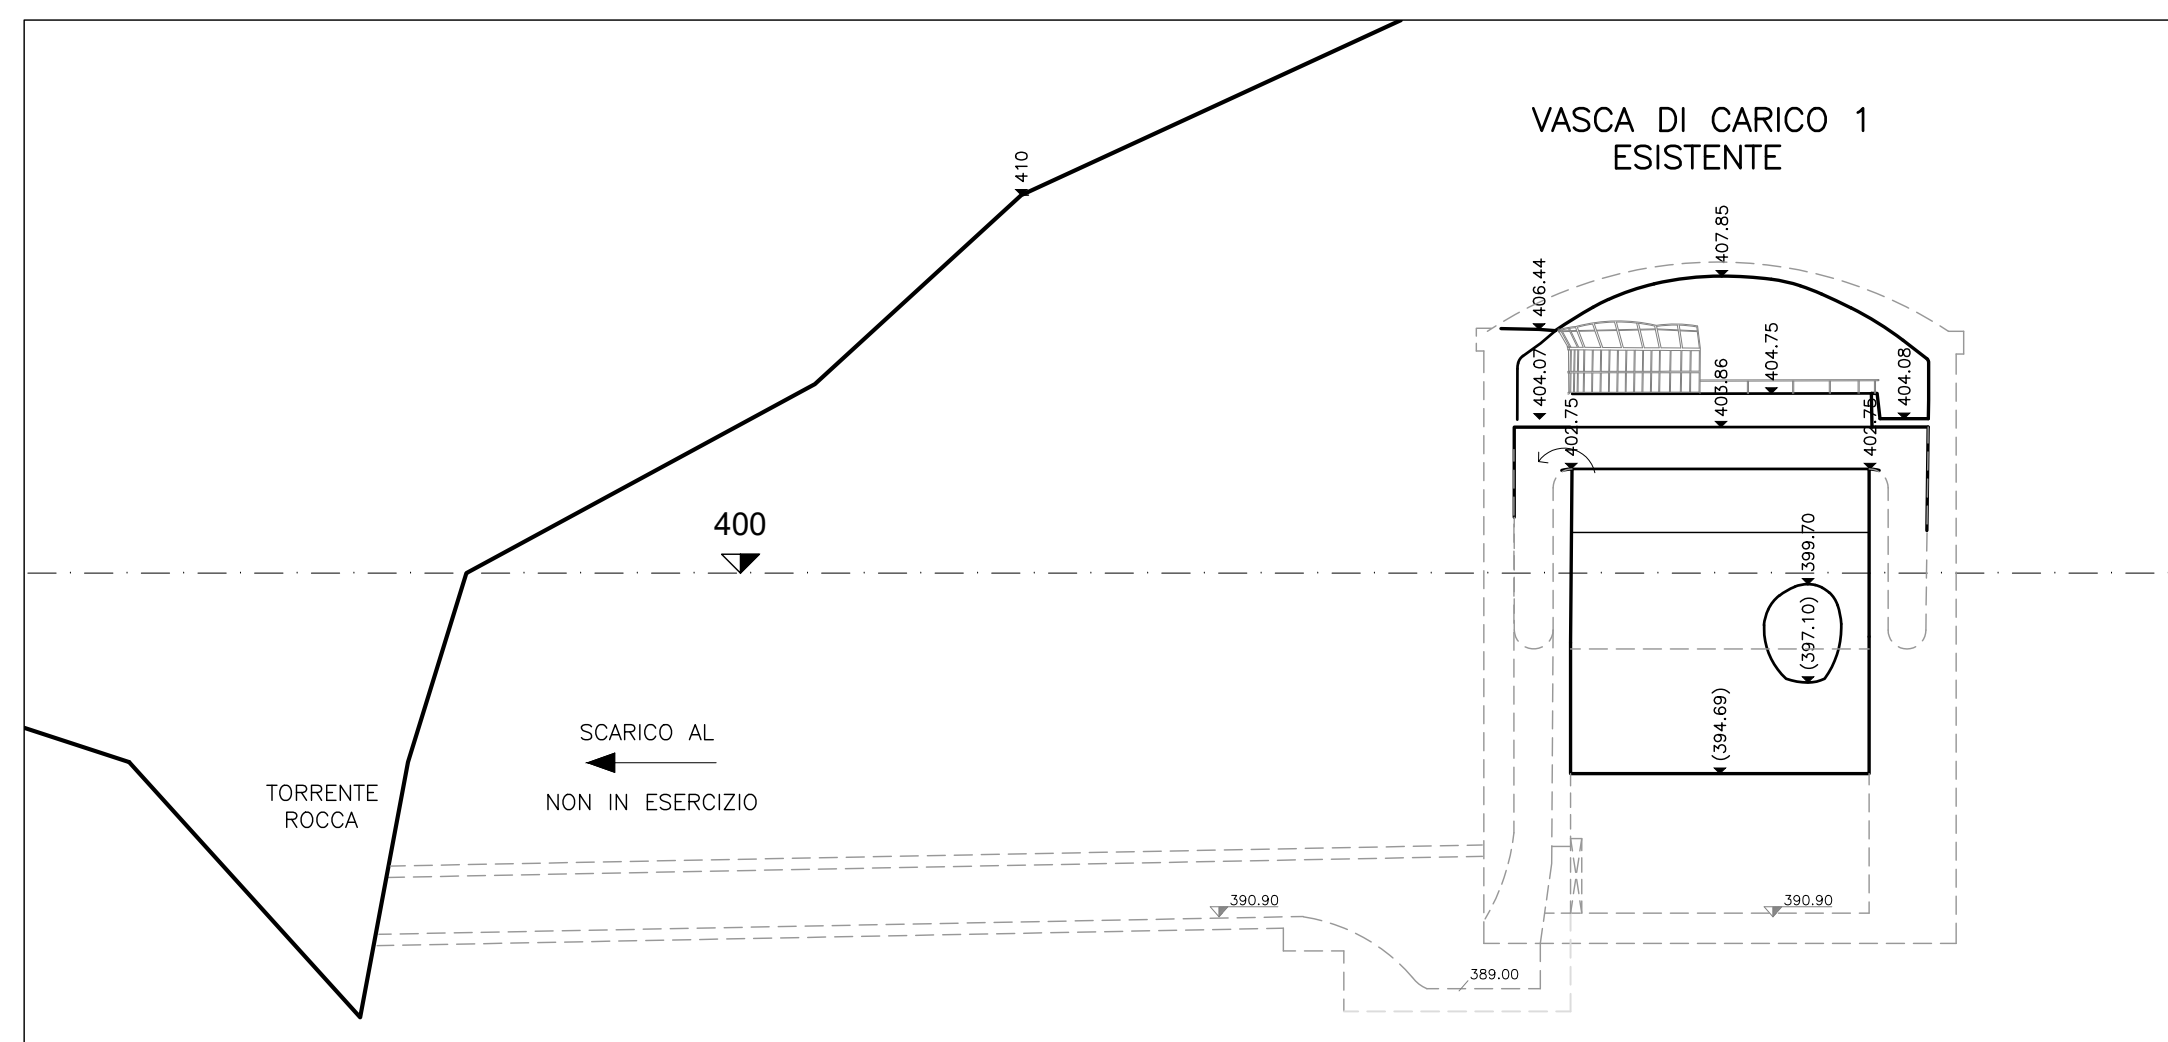 VASCA DI CARICO 1
ESISTENTE
410
407.85
406.44
404.75
404.07
403.86
404.08
402.75
402.75
400
399.70
(397.10)
(394.69)
SCARICO AL
NON IN ESERCIZIO
TORRENTE
ROCCA
390.90
390.90
389.00